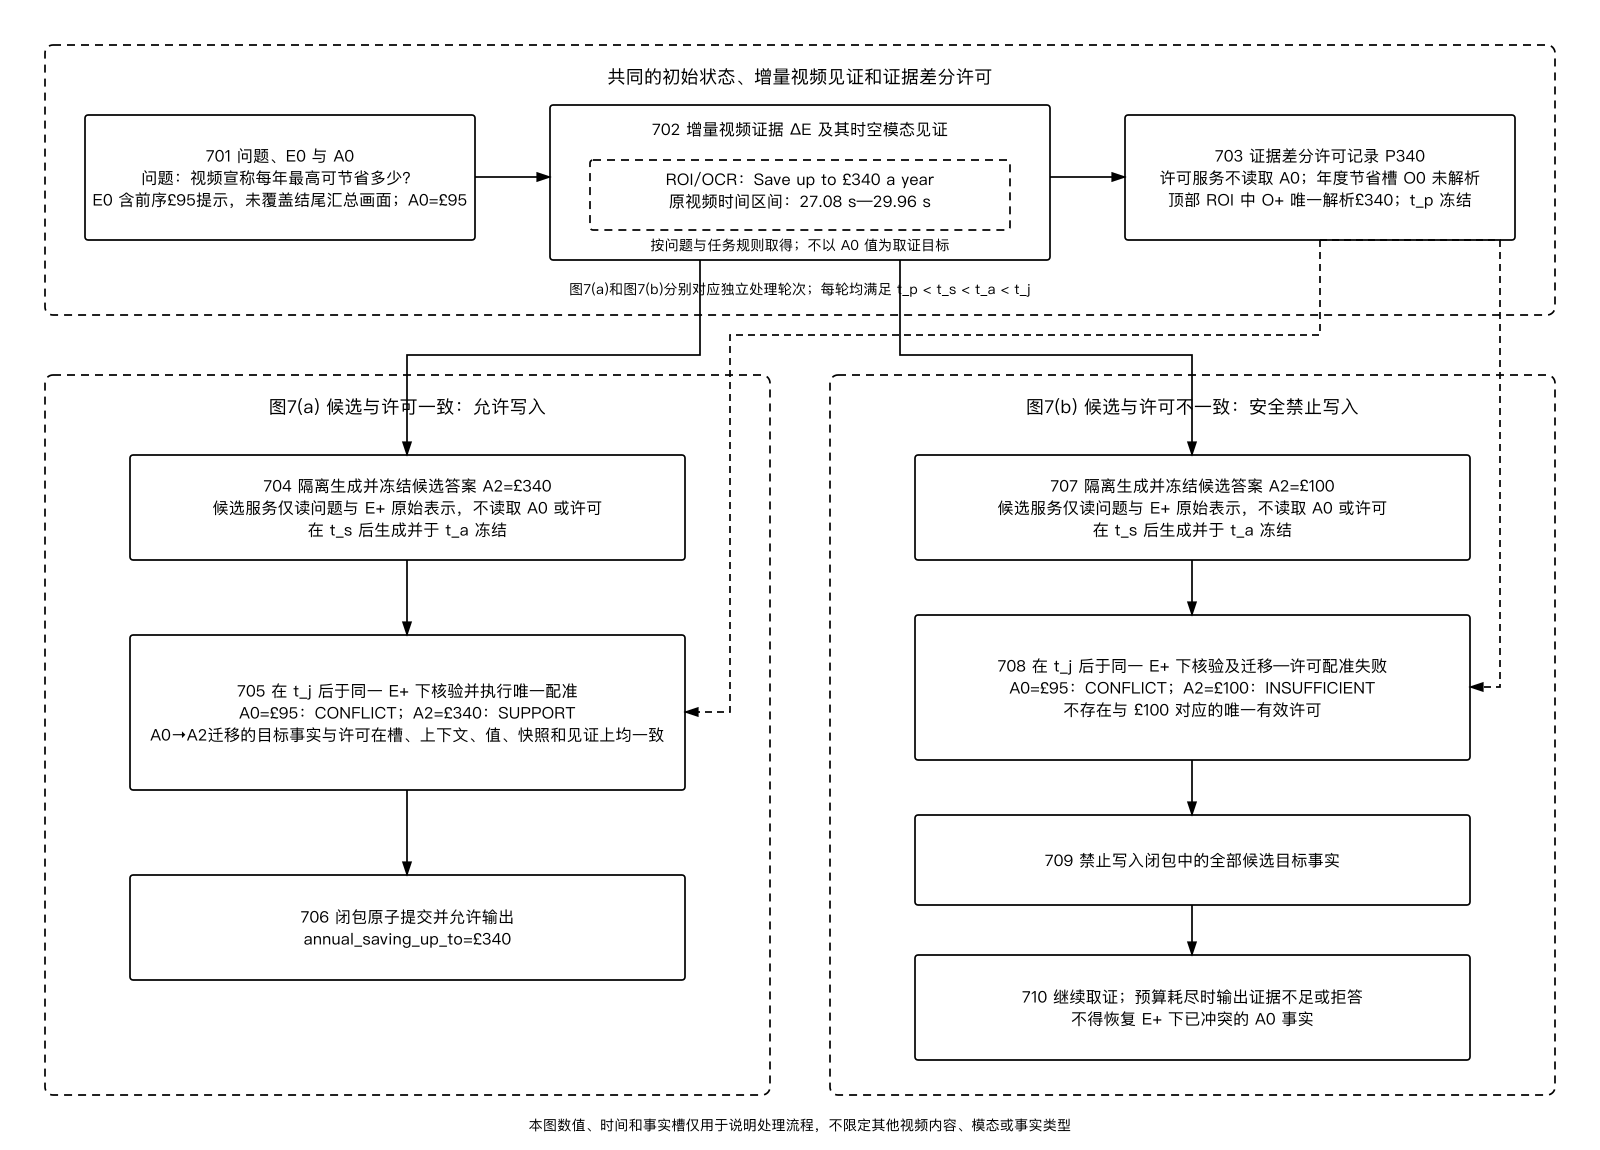 共同的初始状态、增量视频见证和证据差分许可
701 问题、E0 与 A0
问题：视频宣称每年最高可节省多少？
E0 含前序£95提示，未覆盖结尾汇总画面；A0=£95
702 增量视频证据 ΔE 及其时空模态见证
ROI/OCR：Save up to £340 a year
原视频时间区间：27.08 s—29.96 s
按问题与任务规则取得；不以 A0 值为取证目标
703 证据差分许可记录 P340
许可服务不读取 A0；年度节省槽 O0 未解析
顶部 ROI 中 O+ 唯一解析£340；t_p 冻结
图7(a)和图7(b)分别对应独立处理轮次；每轮均满足 t_p < t_s < t_a < t_j
图7(a) 候选与许可一致：允许写入
704 隔离生成并冻结候选答案 A2=£340
候选服务仅读问题与 E+ 原始表示，不读取 A0 或许可
在 t_s 后生成并于 t_a 冻结
705 在 t_j 后于同一 E+ 下核验并执行唯一配准
A0=£95：CONFLICT；A2=£340：SUPPORT
A0→A2迁移的目标事实与许可在槽、上下文、值、快照和见证上均一致
706 闭包原子提交并允许输出
annual_saving_up_to=£340
图7(b) 候选与许可不一致：安全禁止写入
707 隔离生成并冻结候选答案 A2=£100
候选服务仅读问题与 E+ 原始表示，不读取 A0 或许可
在 t_s 后生成并于 t_a 冻结
708 在 t_j 后于同一 E+ 下核验及迁移—许可配准失败
A0=£95：CONFLICT；A2=£100：INSUFFICIENT
不存在与 £100 对应的唯一有效许可
709 禁止写入闭包中的全部候选目标事实
710 继续取证；预算耗尽时输出证据不足或拒答
不得恢复 E+ 下已冲突的 A0 事实
本图数值、时间和事实槽仅用于说明处理流程，不限定其他视频内容、模态或事实类型